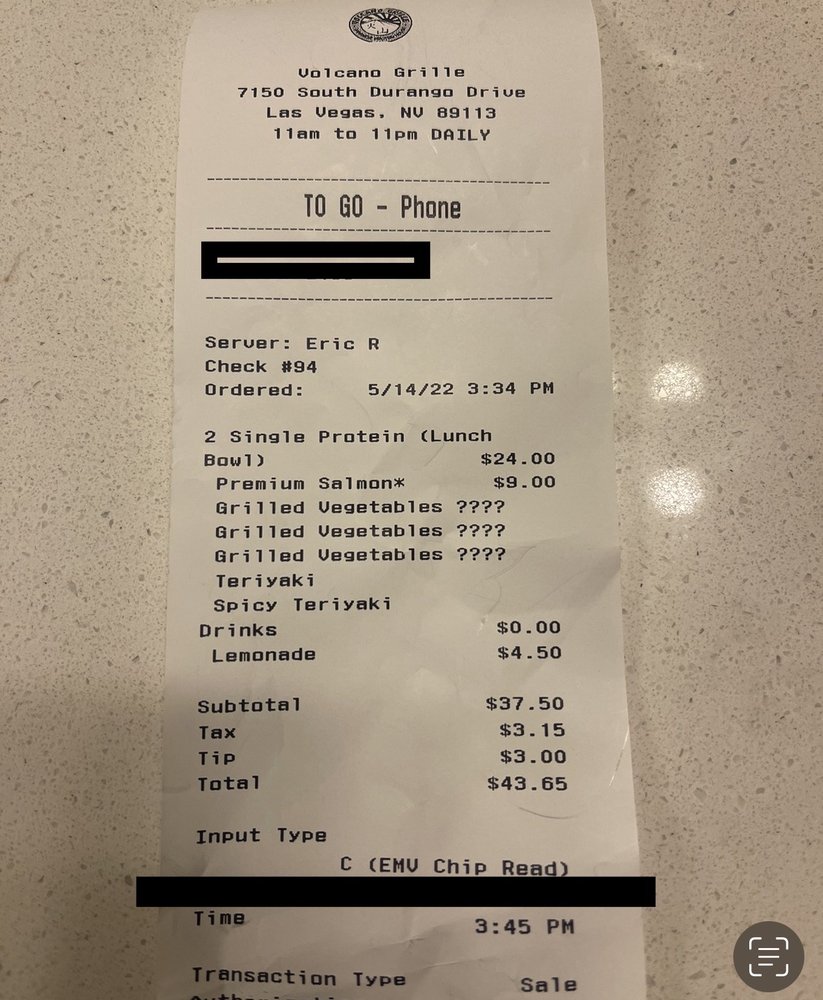 Volcano Grille
7150 South Durango Drive
Las Vegas, NV 89113
11am to 11pm DAILY
TO GO - Phone
Server: Eric R
Check #94
Ordered: 5/14/22 3:34 PM
2 Single Protein (Lunch
Bowl) $24.00
Premium Salmon* $9.00
Grilled Vegetables ????
Grilled Vegetables ????
Grilled Vegetables ????
Teriyaki
Spicy Teriyaki
Drinks $0.00
Lemonade $4.50
Subtotal $37.50
Tax $3.15
Tip $3.00
Total $43.65
Input Type
C (EMV Chip Read)
Time 3:45 PM
Transaction Type Sale